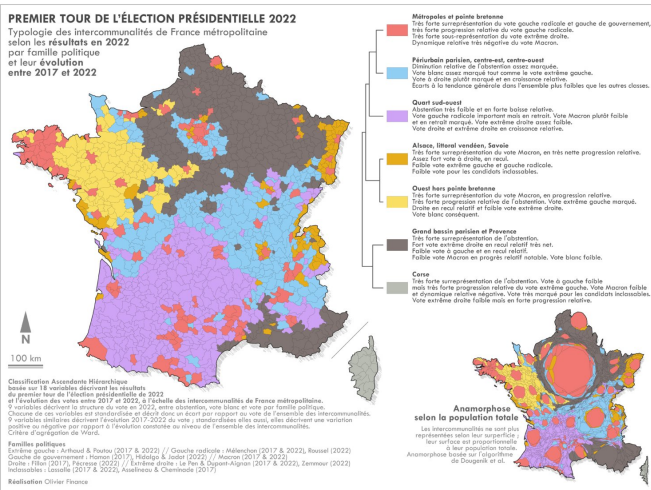 PREMIER TOUR DE L'ÉLECTION PRÉSIDENTIELLE 2022
Typologie des intercommunalités de France métropolitaine
selon les résultats en 2022
par famille politique
et leur évolution
entre 2017 et 2022
Métropoles et pointe bretonne
Très forte surreprésentation du vote gauche radicale et gauche de gouvernement,
très forte progression relative du vote gauche radicale.
Très forte sous-représentation du vote extrême droite.
Dynamique relative très négative du vote Macron.
Périurbain parisien, centre-est, centre-ouest
Diminution relative de l'abstention assez marquée.
Vote blanc assez marqué tout comme le vote extrême gauche.
Vote à droite plutôt marqué et en croissance relative.
Écarts à la tendance générale dans l'ensemble plus faibles que les autres classes.
Quart sud-ouest
Abstention très faible et en forte baisse relative.
Vote gauche radicale important mais en retrait. Vote Macron plutôt faible
et en retrait marqué. Vote extrême droite assez faible.
Vote droite et extrême droite en croissance relative.
Alsace, littoral vendéen, Savoie
Très forte surreprésentation du vote Macron, en très nette progression relative.
Assez fort vote à droite, en recul.
Faible vote extrême gauche et gauche radicale.
Faible vote pour les candidats inclassables.
Ouest hors pointe bretonne
Très forte surreprésentation du vote Macron, en progression relative.
Très forte progression relative de l'abstention. Vote extrême gauche marqué.
Droite en recul relatif et faible vote extrême droite.
Vote blanc conséquent.
Grand bassin parisien et Provence
Très forte surreprésentation de l'abstention.
Fort vote extrême droite en recul relatif très net.
Faible vote à gauche et en recul relatif.
Faible vote Macron en progrès relatif notable. Vote blanc faible.
Corse
Très forte surreprésentation de l'abstention. Vote à gauche faible
mais très forte progression relative du vote extrême gauche. Vote Macron faible
et dynamique relative négative. Vote très marqué pour les candidats inclassables.
Vote extrême droite faible mais en forte progression relative.
N
100 km
Classification Ascendante Hiérarchique
basée sur 18 variables décrivant les résultats
du premier tour de l'élection présidentielle de 2022
et l'évolution des votes entre 2017 et 2022, à l'échelle des intercommunalités de France métropolitaine.
9 variables décrivent la structure du vote en 2022, entre abstention, vote blanc et vote par famille politique.
Chacune de ces variables est standardisée et décrit donc un écart par rapport au vote de l'ensemble des intercommunalités.
9 variables similaires décrivent l'évolution 2017-2022 du vote ; standardisées elles aussi, elles décrivent une variation
positive ou négative par rapport à l'évolution constatée au niveau de l'ensemble des intercommunalités.
Critère d'agrégation de Ward.
Familles politiques
Extrême gauche : Arthaud & Poutou (2017 & 2022) // Gauche radicale : Mélenchon (2017 & 2022), Roussel (2022)
Gauche de gouvernement : Hamon (2017), Hidalgo & Jadot (2022) // Macron (2017 & 2022)
Droite : Fillon (2017), Pécresse (2022) // Extrême droite : Le Pen & Dupont-Aignan (2017 & 2022), Zemmour (2022)
Inclassables : Lassalle (2017 & 2022), Asselineau & Cheminade (2017)
Réalisation Olivier Finance
Anamorphose
selon la population totale
Les intercommunalités ne sont plus
représentées selon leur superficie ;
leur surface est proportionnelle
à leur population totale (2018).
Anamorphose basée sur l'algorithme
de Dougenik et al.